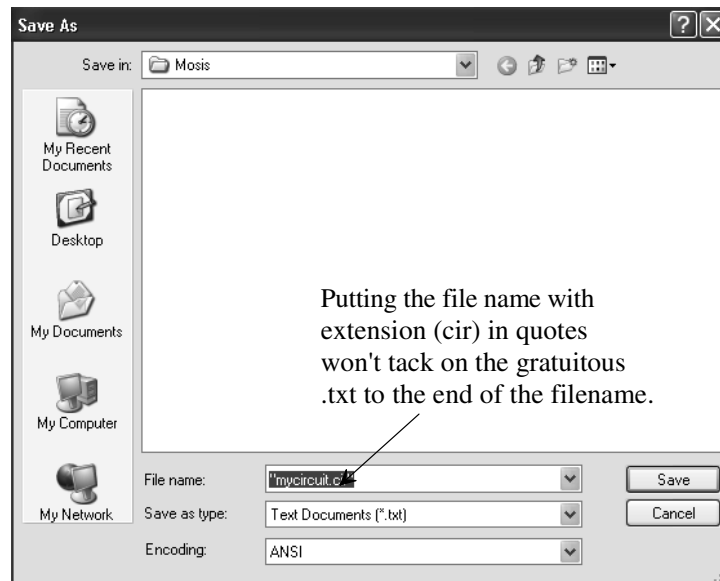 Save As
Save in:
Mosis
My Recent
Documents
Desktop
My Documents
My Computer
My Network
Putting the file name with
extension (cir) in quotes
won't tack on the gratuitous
.txt to the end of the filename.
File name:
Save
Save as type:
Text Documents (*.txt)
Cancel
Encoding:
ANSI